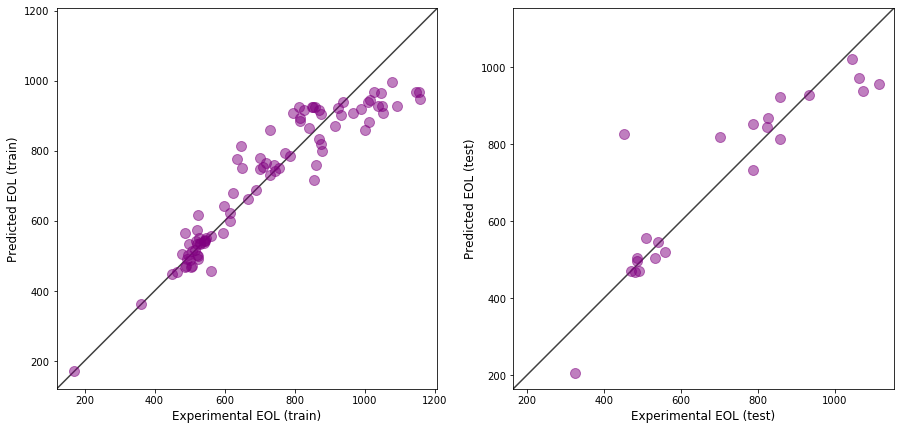 1200
1000
800
600
400
200
Predicted EOL (train)
200 400 600 800 1000 1200
Experimental EOL (train)
1000
800
600
400
200
Predicted EOL (test)
200 400 600 800 1000
Experimental EOL (test)